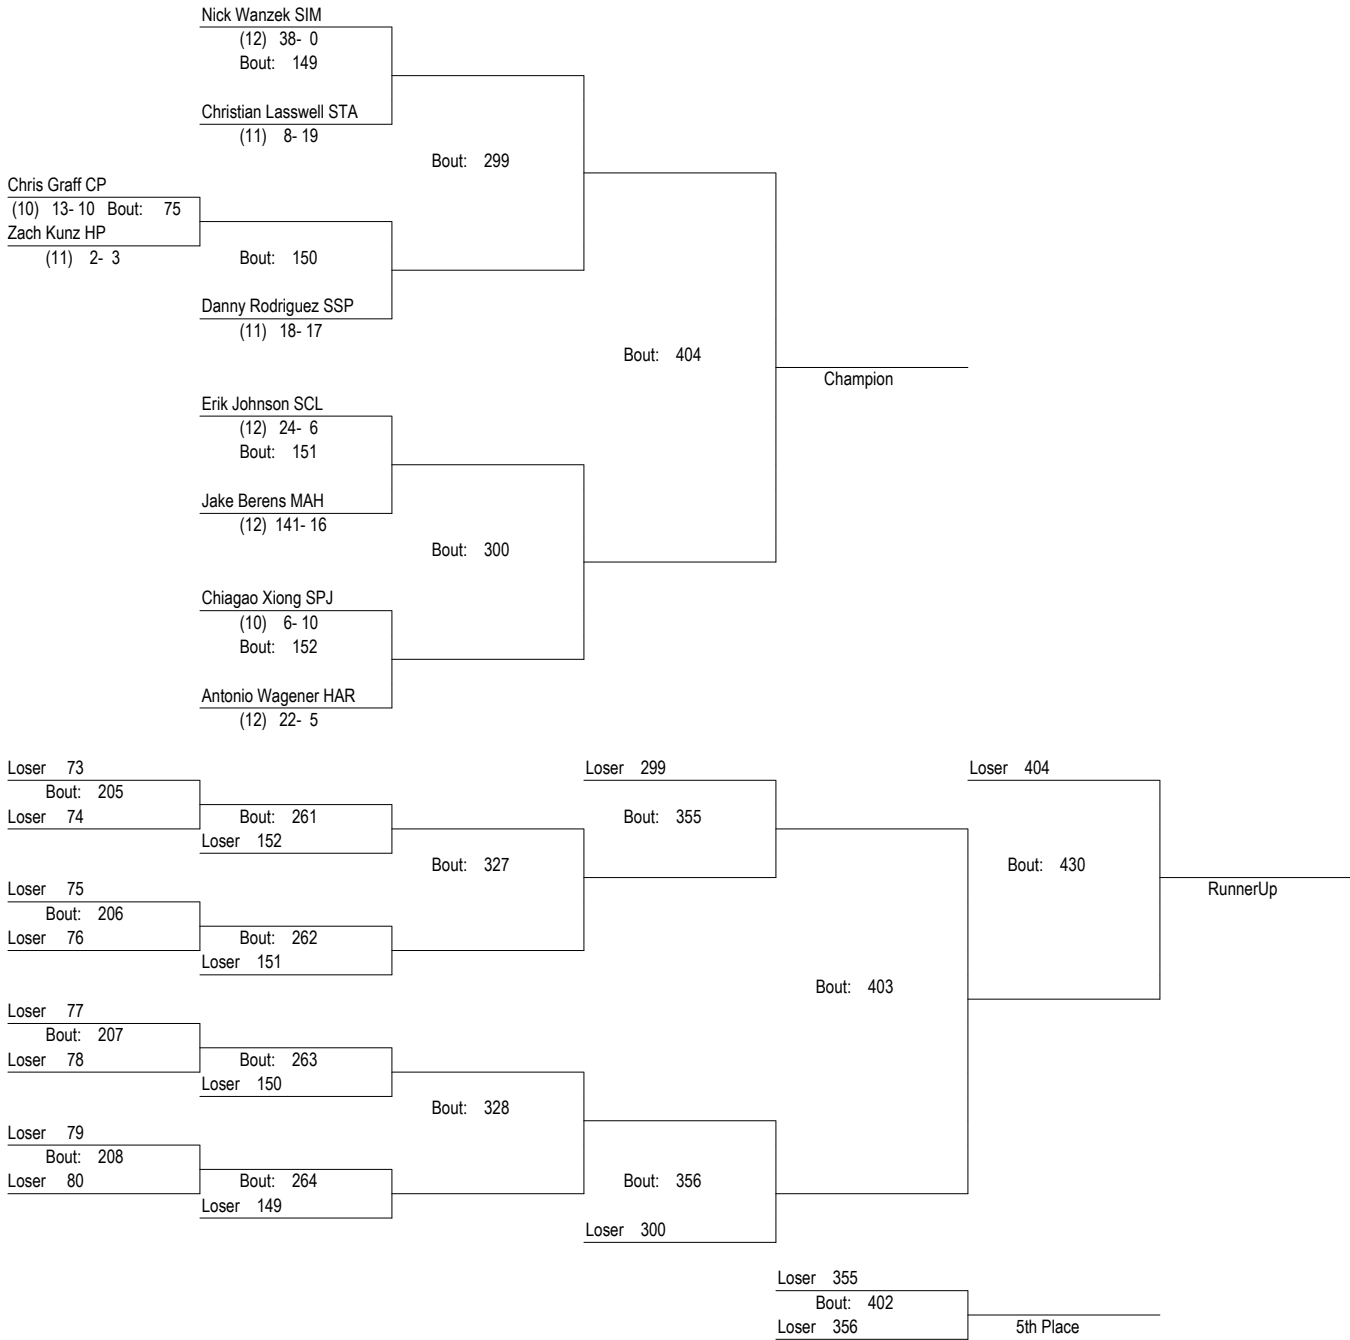 Nick Wanzek SIM
(12) 38- 0
Bout: 149
Christian Lasswell STA
(11) 8- 19
Bout: 299
Chris Graff CP
(10) 13- 10 Bout: 75
Zach Kunz HP
(11) 2- 3
Bout: 150
Danny Rodriguez SSP
(11) 18- 17
Bout: 404
Champion
Erik Johnson SCL
(12) 24- 6
Bout: 151
Jake Berens MAH
(12) 141- 16
Bout: 300
Chiagao Xiong SPJ
(10) 6- 10
Bout: 152
Antonio Wagener HAR
(12) 22- 5
Loser 73
Bout: 205
Loser 74
Bout: 261
Loser 152
Bout: 327
Loser 299
Bout: 355
Loser 404
Bout: 430
RunnerUp
Loser 75
Bout: 206
Loser 76
Bout: 262
Loser 151
Bout: 403
Loser 77
Bout: 207
Loser 78
Bout: 263
Loser 150
Bout: 328
Loser 79
Bout: 208
Loser 80
Bout: 264
Loser 149
Bout: 356
Loser 300
Loser 355
Bout: 402
Loser 356
5th Place